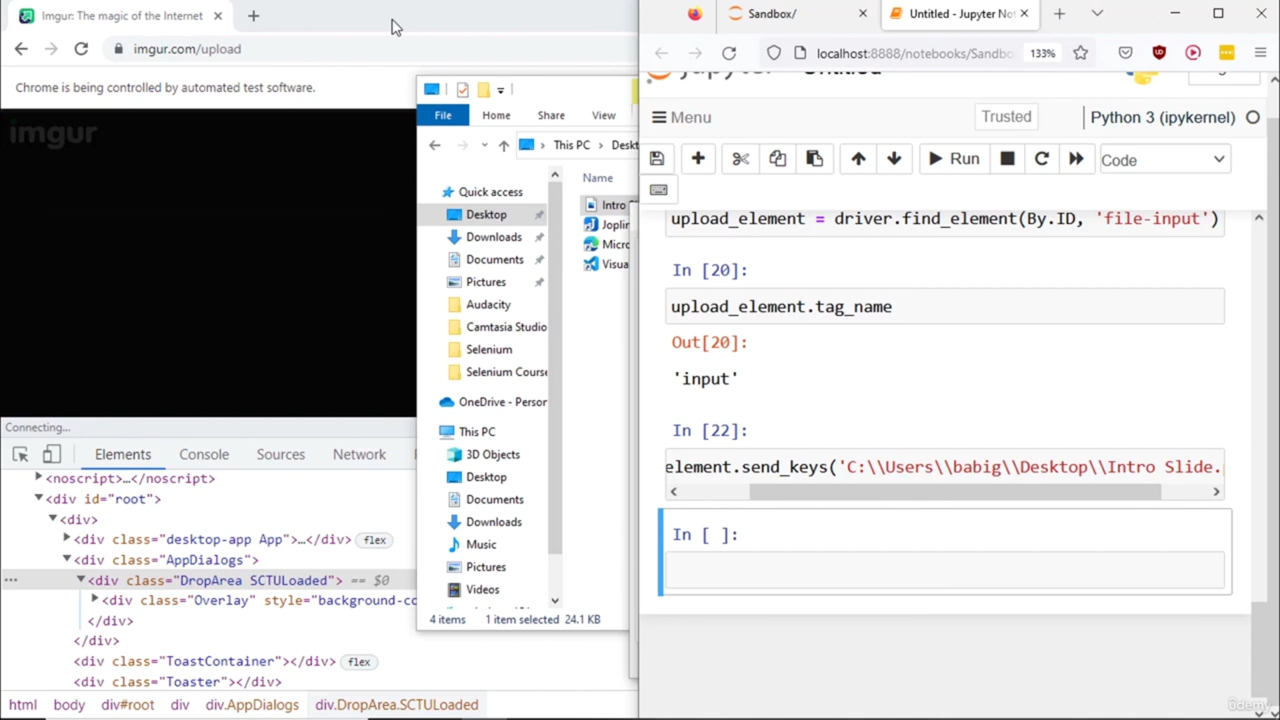 Imgur: The magic of the Internet
imgur.com/upload
Chrome is being controlled by automated test software.
imgur
Connecting...
Elements
Console
Sources
Network
<noscript>…</noscript>
<div id="root">
<div>
<div class="desktop-app App">…</div>
flex
<div class="AppDialogs">
<div class="DropArea SCTULoaded"> == $0
<div class="Overlay" style="background-co
</div>
</div>
<div class="ToastContainer"></div>
flex
<div class="Toaster"></div>
html
body
div#root
div
div.AppDialogs
div.DropArea.SCTULoaded
File
Home
Share
View
This PC
Deskt
Quick access
Desktop
Downloads
Documents
Pictures
Audacity
Camtasia Studio
Selenium
Selenium Course
OneDrive - Person
This PC
3D Objects
Desktop
Documents
Downloads
Music
Pictures
Videos
Name
Intro
Joplin
Micro
Visua
4 items
1 item selected 24.1 KB
Sandbox/
Untitled - Jupyter Not
localhost:8888/notebooks/Sandbo
133%
Menu
Trusted
Python 3 (ipykernel)
Run
Code
upload_element = driver.find_element(By.ID, 'file-input')
In [20]:
upload_element.tag_name
Out[20]:
'input'
In [22]:
element.send_keys('C:\\Users\\babig\\Desktop\\Intro Slide.
In [ ]:
ûdemy